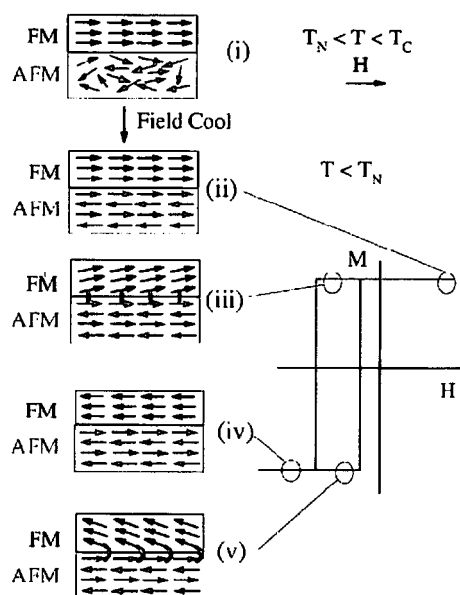 FM
AFM
(i)
T_N < T < T_C
H
Field Cool
FM
AFM
(ii)
T < T_N
FM
AFM
(iii)
M
H
FM
AFM
(iv)
FM
AFM
(v)